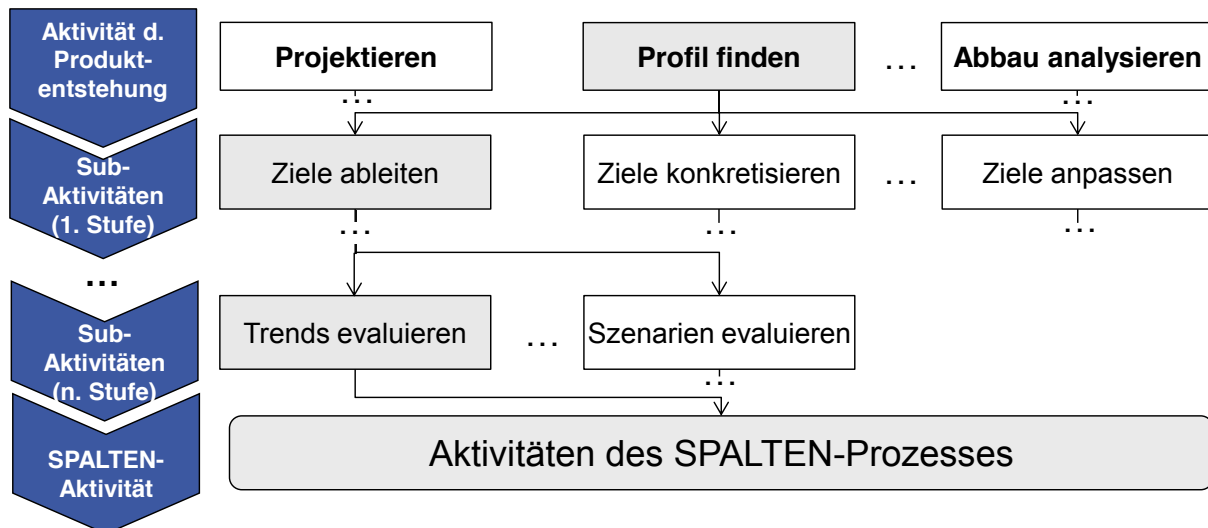 Aktivität d.
Produkt-
entstehung
Projektieren
Profil finden
...
Abbau analysieren
...
...
Sub-
Aktivitäten
(1. Stufe)
Ziele ableiten
Ziele konkretisieren
...
Ziele anpassen
...
...
...
...
Sub-
Aktivitäten
(n. Stufe)
Trends evaluieren
...
Szenarien evaluieren
...
SPALTEN-
Aktivität
Aktivitäten des SPALTEN-Prozesses